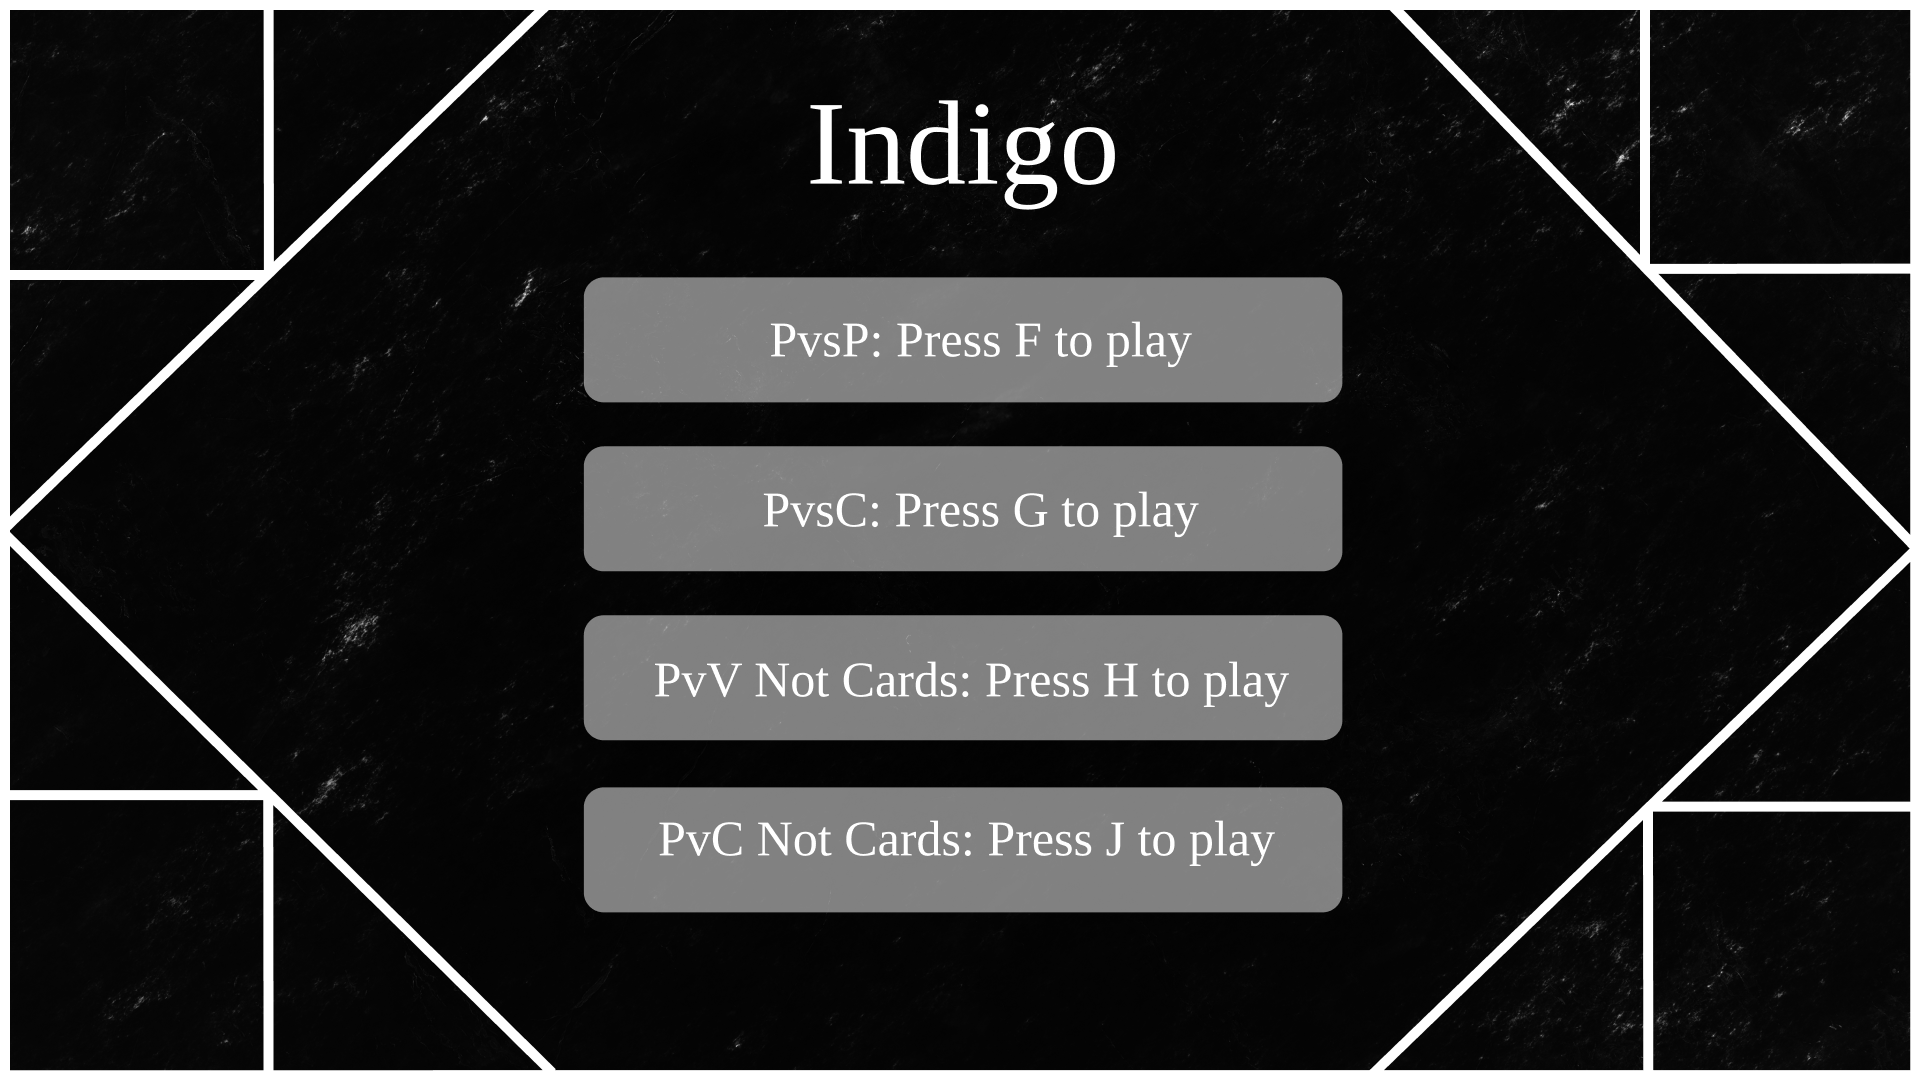 Indigo
PvsP: Press F to play
PvsC: Press G to play
PvV Not Cards: Press H to play
PvC Not Cards: Press J to play